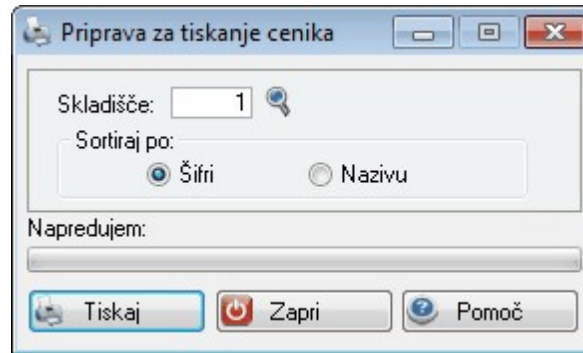 Priprava za tiskanje cenika
Skladišče: 1
Sortiraj po:
Šifri Nazivu
Napredujem:
Tiskaj Zapri Pomoč